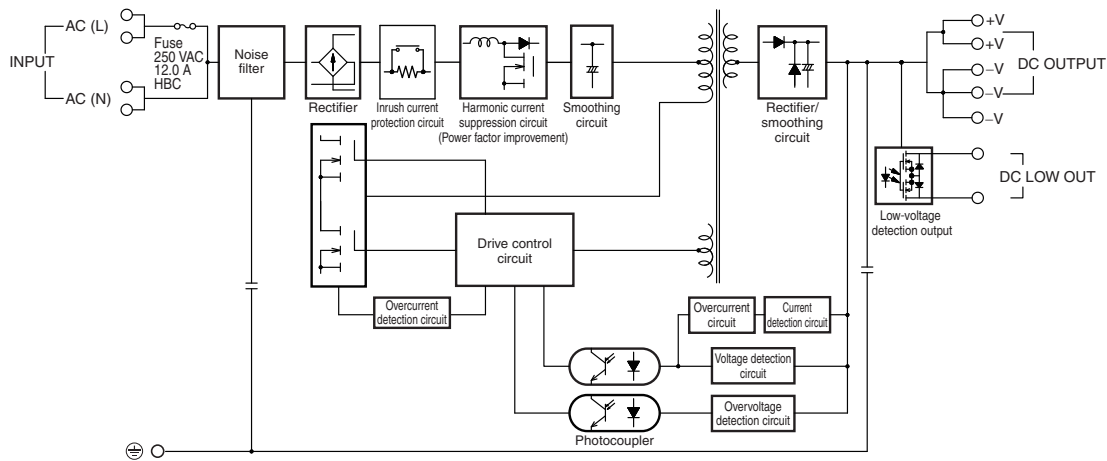 INPUT
AC (L)
AC (N)
Fuse
250 VAC
12.0 A
HBC
Noise
filter
Rectifier
Inrush current
protection circuit
Harmonic current
suppression circuit
(Power factor improvement)
Smoothing
circuit
Rectifier/
smoothing
circuit
+V
+V
DC OUTPUT
–V
–V
–V
DC LOW OUT
Low-voltage
detection output
Drive control
circuit
Overcurrent
detection circuit
Overcurrent
circuit
Current
detection circuit
Voltage detection
circuit
Overvoltage
detection circuit
Photocoupler